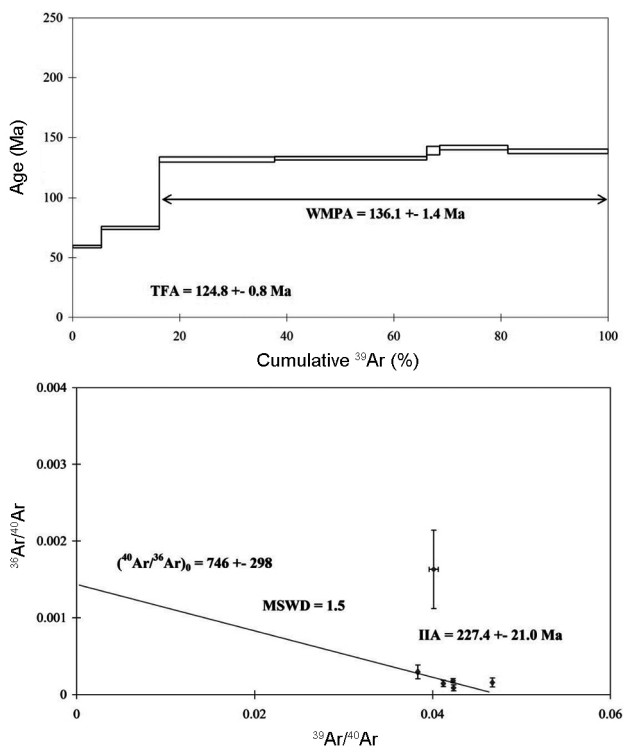 250
200
150
100
50
0
Age (Ma)
WMPA = 136.1 +- 1.4 Ma
TFA = 124.8 +- 0.8 Ma
0 20 40 60 80 100
Cumulative ³⁹Ar (%)
0.004
0.003
0.002
0.001
0
³⁶Ar/⁴⁰Ar
(⁴⁰Ar/³⁶Ar)₀ = 746 +- 298
MSWD = 1.5
IIA = 227.4 +- 21.0 Ma
0 0.02 0.04 0.06
³⁹Ar/⁴⁰Ar